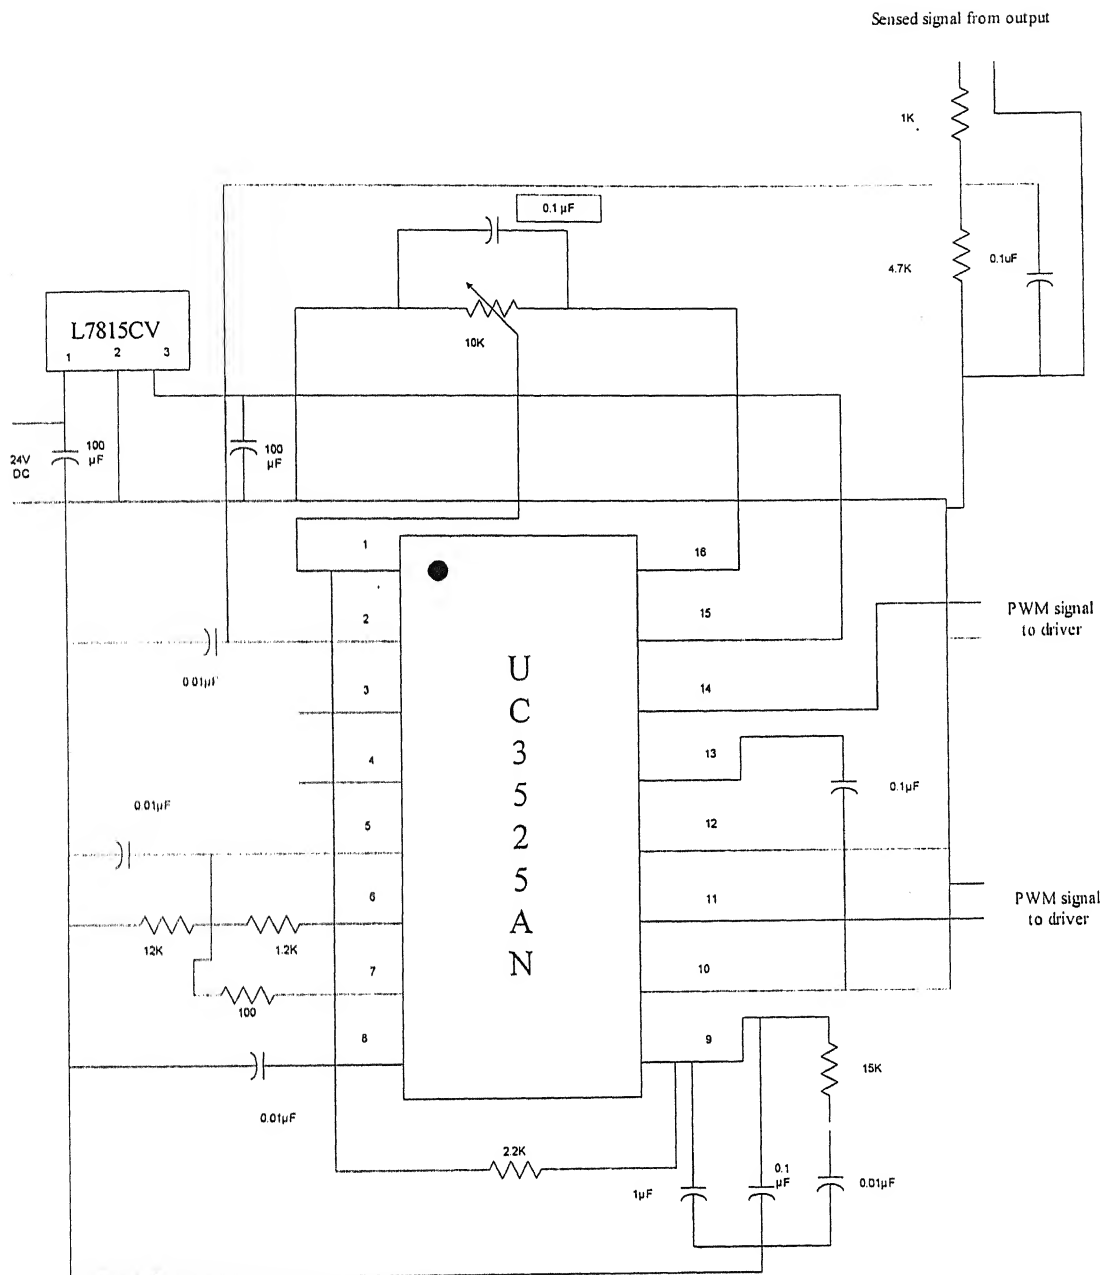 Sensed signal from output
1K
0.1 µF
4.7K
0.1uF
L7815CV
1 2 3
10K
24V
DC
100
µF
100
µF
1
16
2
15
PWM signal
to driver
0.01µF
3
14
4
13
0.1µF
0.01µF
5
12
6
11
PWM signal
to driver
12K
1.2K
7
10
100
8
9
15K
0.01µF
2.2K
1µF
0.1
µF
0.01µF
U
C
3
5
2
5
A
N